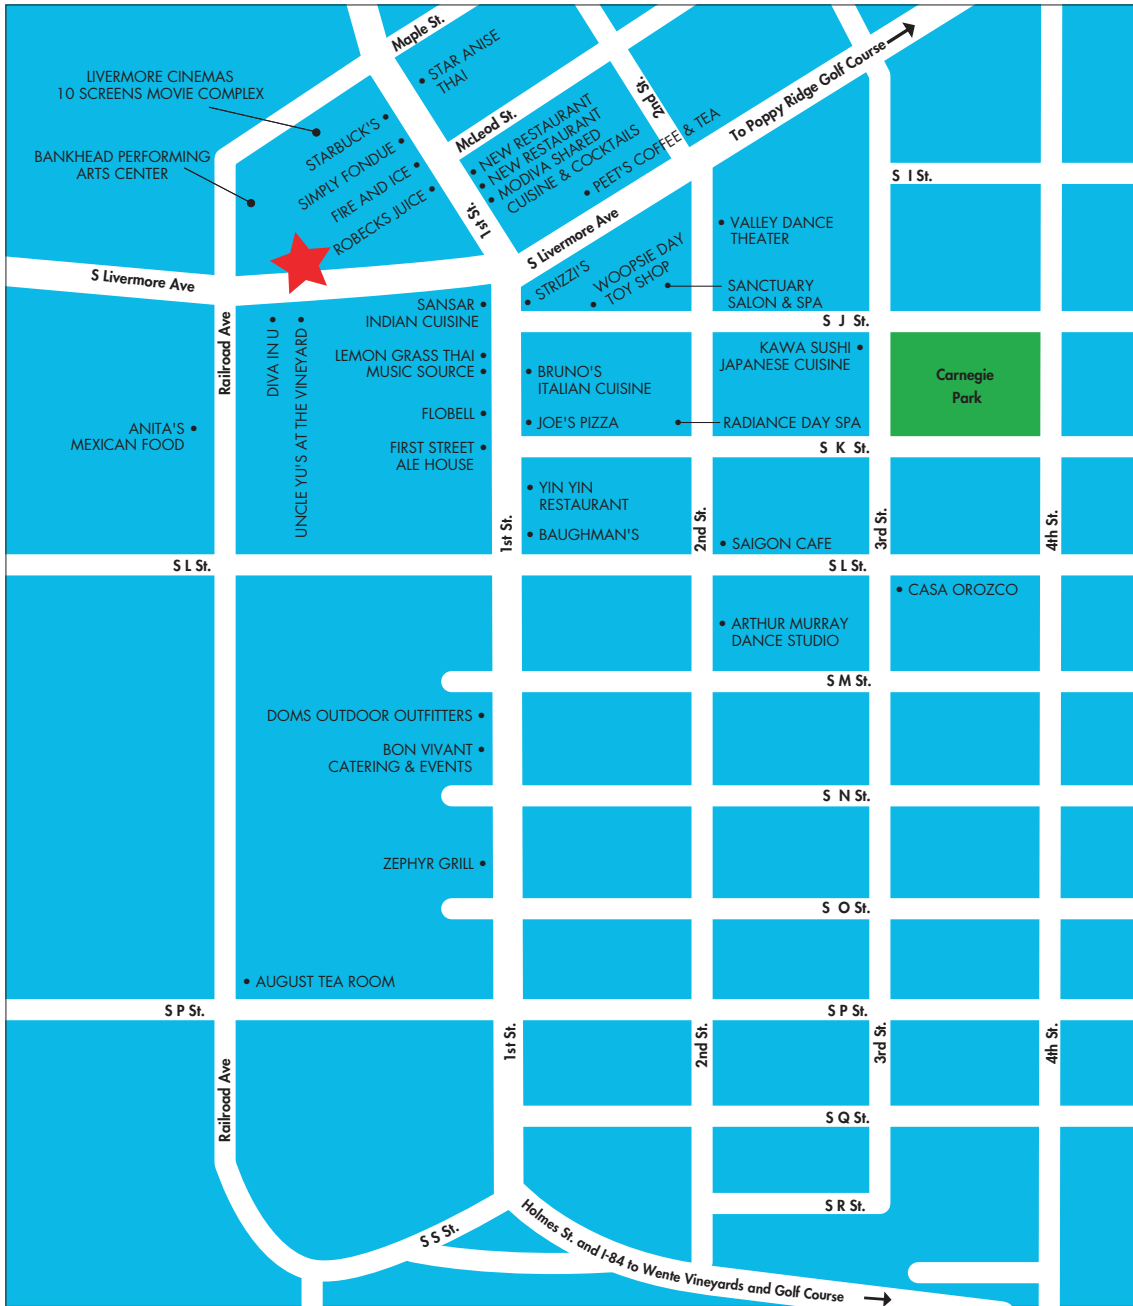 Maple St.
STAR ANISE
THAI
LIVERMORE CINEMAS
10 SCREENS MOVIE COMPLEX
STARBUCK'S
SIMPLY FONDUE
FIRE AND ICE
ROBECKS JUICE
BANKHEAD PERFORMING
ARTS CENTER
McLeod St.
2nd St.
To Poppy Ridge Golf Course
NEW RESTAURANT
NEW RESTAURANT
MODIVA SHARED
CUISINE & COCKTAILS
PEET'S COFFEE & TEA
S I St.
1st St.
S Livermore Ave
S Livermore Ave
VALLEY DANCE
THEATER
STRIZZI'S
WOOPSIE DAY
TOY SHOP
SANCTUARY
SALON & SPA
SANSAR
INDIAN CUISINE
S J St.
Railroad Ave
DIVA IN U
UNCLE YU'S AT THE VINEYARD
LEMON GRASS THAI
MUSIC SOURCE
BRUNO'S
ITALIAN CUISINE
KAWA SUSHI
JAPANESE CUISINE
Carnegie
Park
FLOBELL
JOE'S PIZZA
RADIANCE DAY SPA
ANITA'S
MEXICAN FOOD
FIRST STREET
ALE HOUSE
S K St.
YIN YIN
RESTAURANT
BAUGHMAN'S
1st St.
2nd St.
SAIGON CAFE
3rd St.
4th St.
S L St.
S L St.
CASA OROZCO
ARTHUR MURRAY
DANCE STUDIO
S M St.
DOMS OUTDOOR OUTFITTERS
BON VIVANT
CATERING & EVENTS
S N St.
ZEPHYR GRILL
S O St.
AUGUST TEA ROOM
S P St.
S P St.
Railroad Ave
1st St.
2nd St.
3rd St.
4th St.
S Q St.
S R St.
S S St.
Holmes St. and I-84 to Wente Vineyards and Golf Course